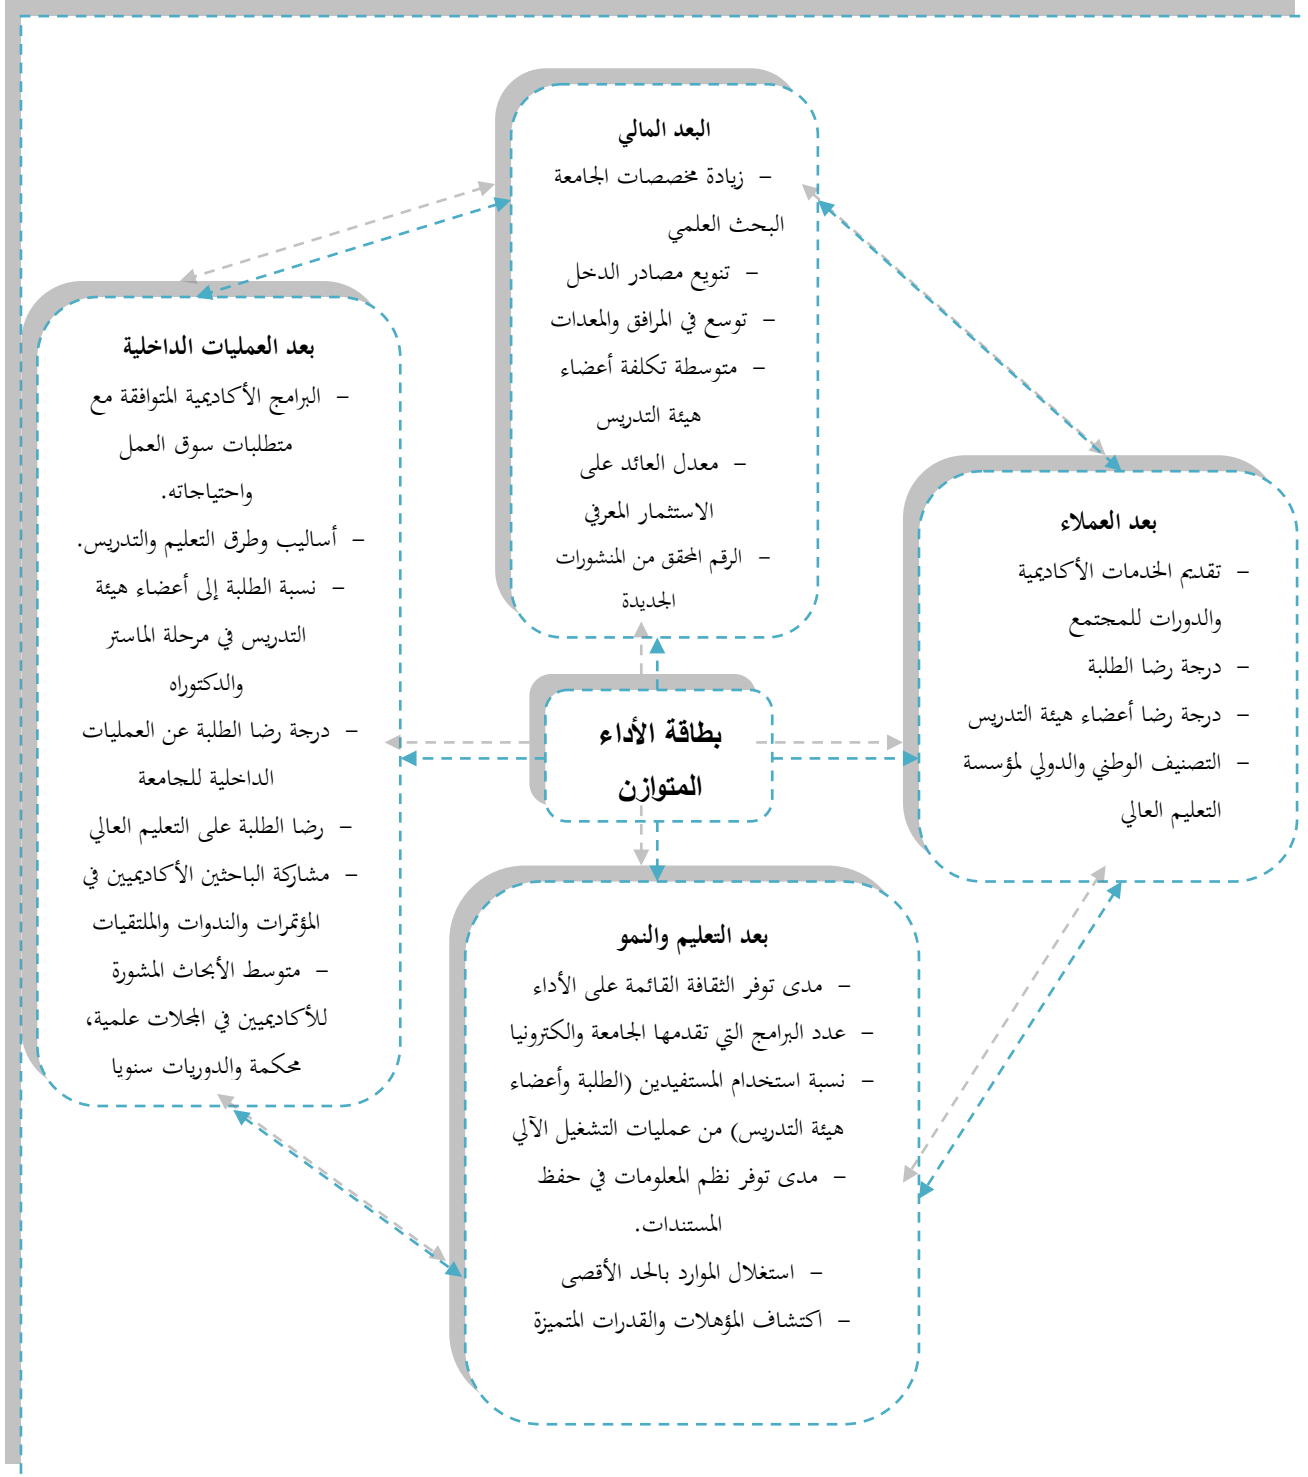 البعد المالي
– زيادة مخصصات الجامعة
البحث العلمي
– تنويع مصادر الدخل
– توسع في المرافق والمعدات
– متوسطة تكلفة أعضاء
هيئة التدريس
– معدل العائد على
الاستثمار المعرفي
– الرقم المحقق من المنشورات
الجديدة
بعد العملاء
– تقديم الخدمات الأكاديمية
والدورات للمجتمع
– درجة رضا الطلبة
– درجة رضا أعضاء هيئة التدريس
– التصنيف الوطني والدولي لمؤسسة
التعليم العالي
بطاقة الأداء
المتوازن
بعد العمليات الداخلية
– البرامج الأكاديمية المتوافقة مع
متطلبات سوق العمل
واحتياجاته.
– أساليب وطرق التعليم والتدريس.
– نسبة الطلبة إلى أعضاء هيئة
التدريس في مرحلة الماستر
والدكتوراه
– درجة رضا الطلبة عن العمليات
الداخلية للجامعة
– رضا الطلبة على التعليم العالي
– مشاركة الباحثين الأكاديميين في
المؤتمرات والندوات والملتقيات
– متوسط الأبحاث المشورة
للأكاديميين في المجلات علمية،
محكمة والدوريات سنويا
بعد التعليم والنمو
– مدى توفر الثقافة القائمة على الأداء
– عدد البرامج التي تقدمها الجامعة والكترونيا
– نسبة استخدام المستفيدين (الطلبة وأعضاء
هيئة التدريس) من عمليات التشغيل الآلي
– مدى توفر نظم المعلومات في حفظ
المستندات.
– استغلال الموارد بالحد الأقصى
– اكتشاف المؤهلات والقدرات المتميزة